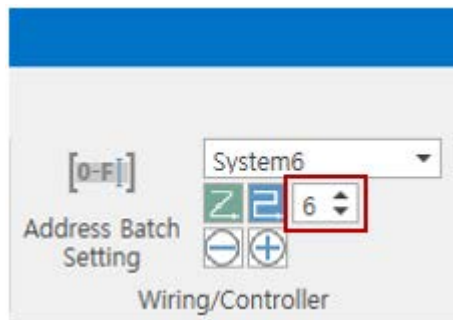 System6
[0-F]
6
Address Batch
Setting
Wiring/Controller